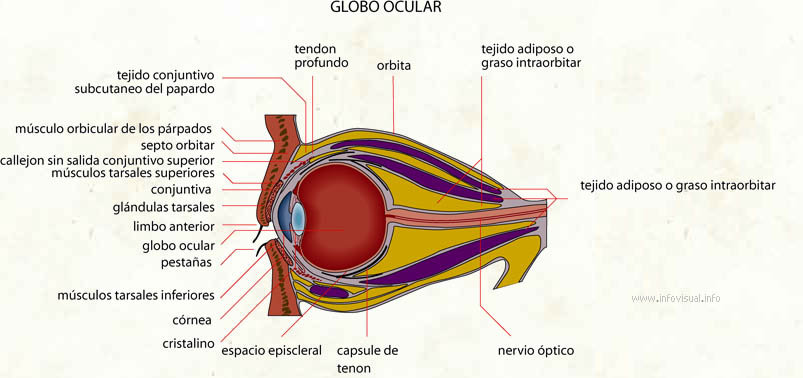 GLOBO OCULAR
tendon
profundo
orbita
tejido adiposo o
graso intraorbitar
tejido conjuntivo
subcutaneo del papardo
músculo orbicular de los párpados
septo orbitar
callejon sin salida conjuntivo superior
músculos tarsales superiores
conjuntiva
glándulas tarsales
limbo anterior
globo ocular
pestañas
músculos tarsales inferiores
córnea
cristalino
espacio episcleral
capsule de
tenon
nervio óptico
tejido adiposo o graso intraorbitar
www.infovisual.info